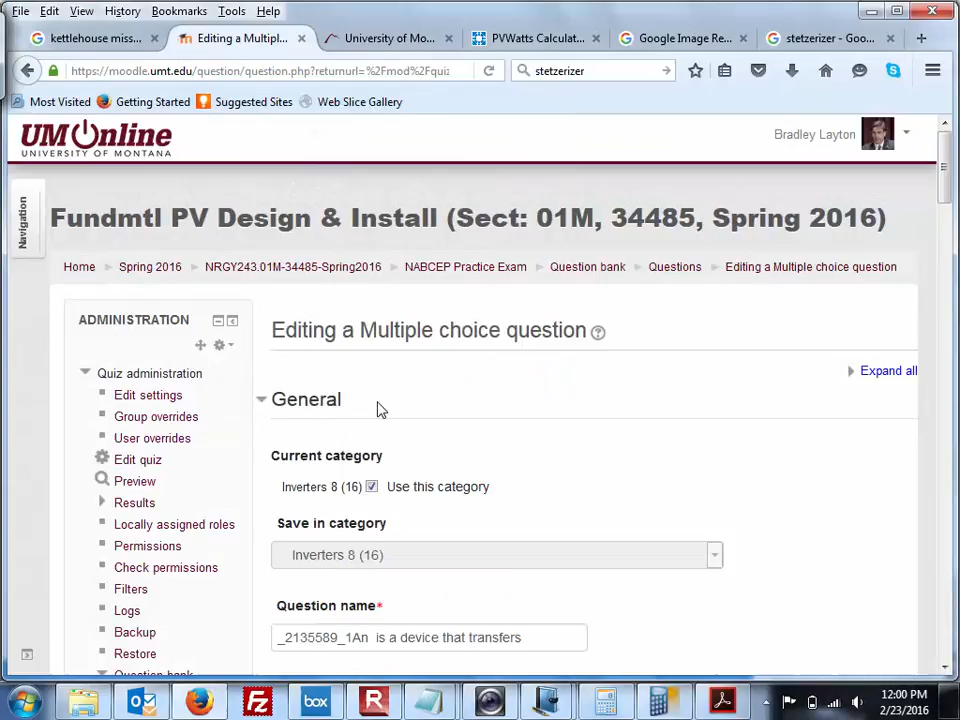 File Edit View History Bookmarks Tools Help
kettlehouse miss...
Editing a Multipl...
University of Mo...
PVWatts Calculat...
Google Image Re...
stetzerizer - Goo...
https://moodle.umt.edu/question/question.php?returnurl=%2Fmod%2Fquiz
stetzerizer
Most Visited Getting Started Suggested Sites Web Slice Gallery
UMOnline
UNIVERSITY OF MONTANA
Bradley Layton
Navigation
Fundmtl PV Design & Install (Sect: 01M, 34485, Spring 2016)
Home Spring 2016 NRGY243.01M-34485-Spring2016 NABCEP Practice Exam Question bank Questions Editing a Multiple choice question
ADMINISTRATION
Quiz administration
Edit settings
Group overrides
User overrides
Edit quiz
Preview
Results
Locally assigned roles
Permissions
Check permissions
Filters
Logs
Backup
Restore
Question bank
Editing a Multiple choice question
Expand all
General
Current category
Inverters 8 (16) Use this category
Save in category
Inverters 8 (16)
Question name*
_2135589_1An is a device that transfers
box
R
12:00 PM
2/23/2016